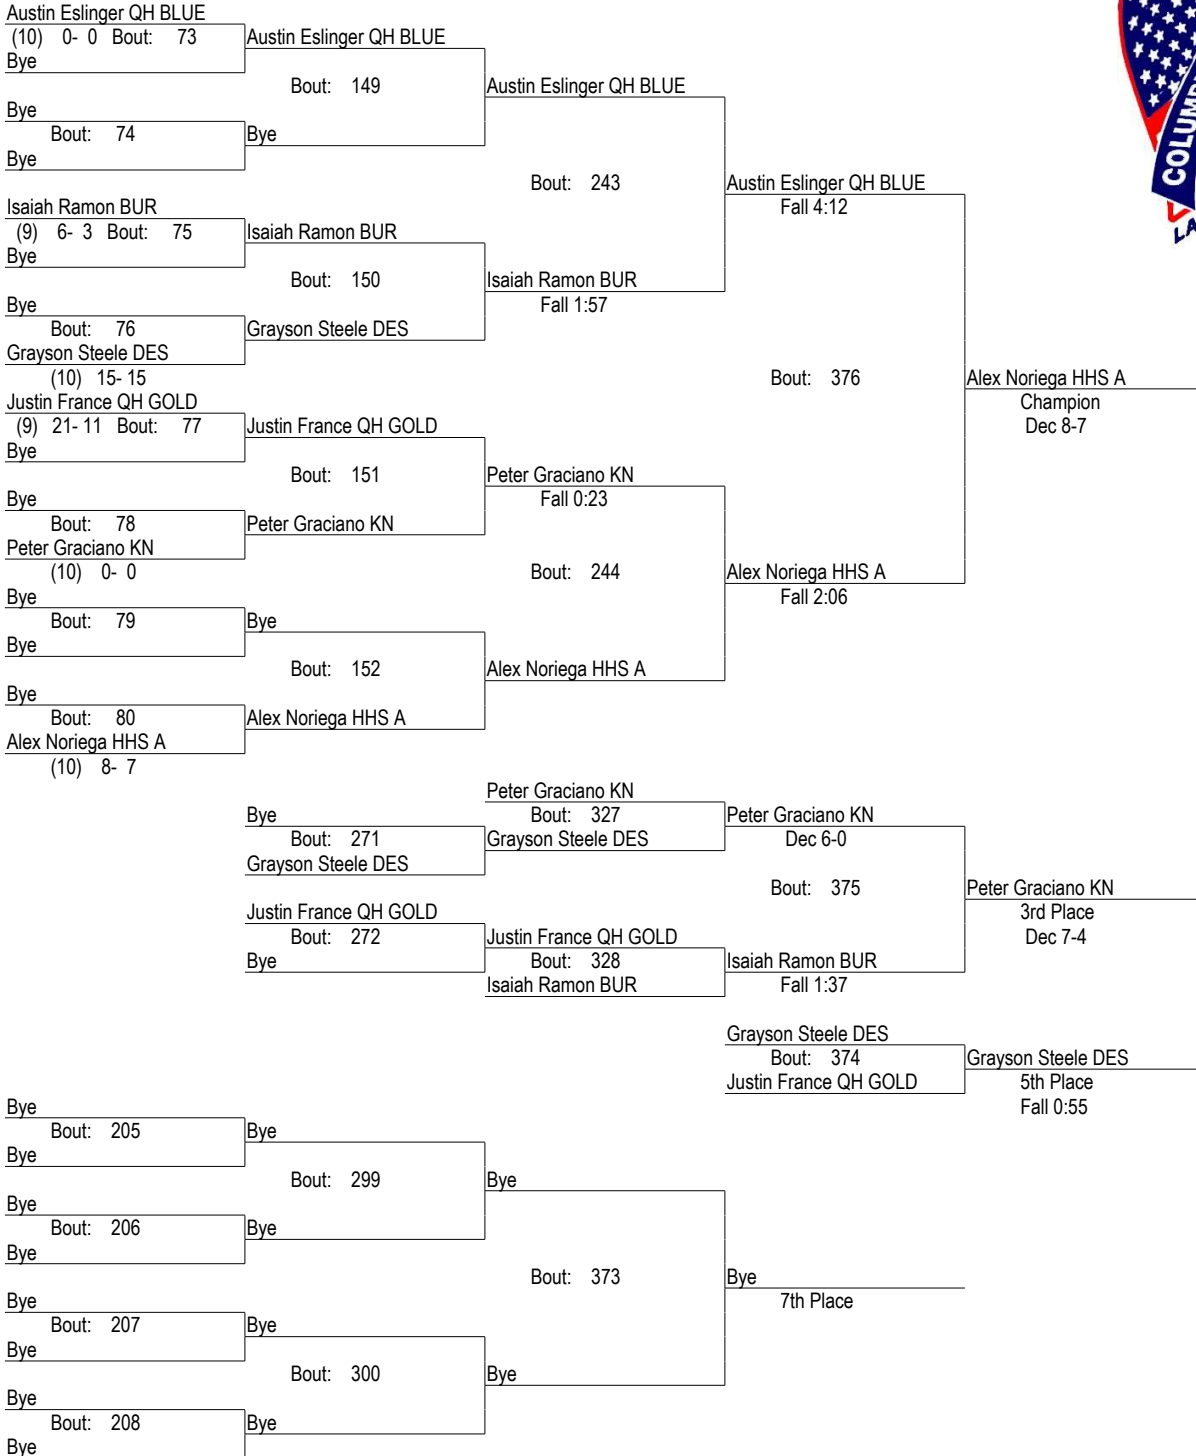 Austin Eslinger QH BLUE
(10) 0- 0 Bout: 73 Austin Eslinger QH BLUE
Bye
Bout: 149 Austin Eslinger QH BLUE
Bye
Bout: 74 Bye
Bye
Bout: 243 Austin Eslinger QH BLUE
Isaiah Ramon BUR Fall 4:12
(9) 6- 3 Bout: 75 Isaiah Ramon BUR
Bye
Bout: 150 Isaiah Ramon BUR
Bye Fall 1:57
Bout: 76 Grayson Steele DES
Grayson Steele DES
(10) 15- 15 Bout: 376 Alex Noriega HHS A
Justin France QH GOLD Champion
(9) 21- 11 Bout: 77 Justin France QH GOLD Dec 8-7
Bye
Bout: 151 Peter Graciano KN
Bye Fall 0:23
Bout: 78 Peter Graciano KN
Peter Graciano KN
(10) 0- 0 Bout: 244 Alex Noriega HHS A
Bye Fall 2:06
Bout: 79 Bye
Bye
Bout: 152 Alex Noriega HHS A
Bye
Bout: 80 Alex Noriega HHS A
Alex Noriega HHS A
(10) 8- 7
Peter Graciano KN
Bye Bout: 327 Peter Graciano KN
Bout: 271 Grayson Steele DES Dec 6-0
Grayson Steele DES
Bout: 375 Peter Graciano KN
Justin France QH GOLD 3rd Place
Bout: 272 Justin France QH GOLD Dec 7-4
Bye Bout: 328 Isaiah Ramon BUR
Isaiah Ramon BUR Fall 1:37
Grayson Steele DES
Bout: 374 Grayson Steele DES
Justin France QH GOLD 5th Place
Bye Fall 0:55
Bout: 205 Bye
Bye
Bout: 299 Bye
Bye
Bout: 206 Bye
Bye
Bout: 373 Bye
Bye 7th Place
Bout: 207 Bye
Bye
Bout: 300 Bye
Bye
Bout: 208 Bye
Bye